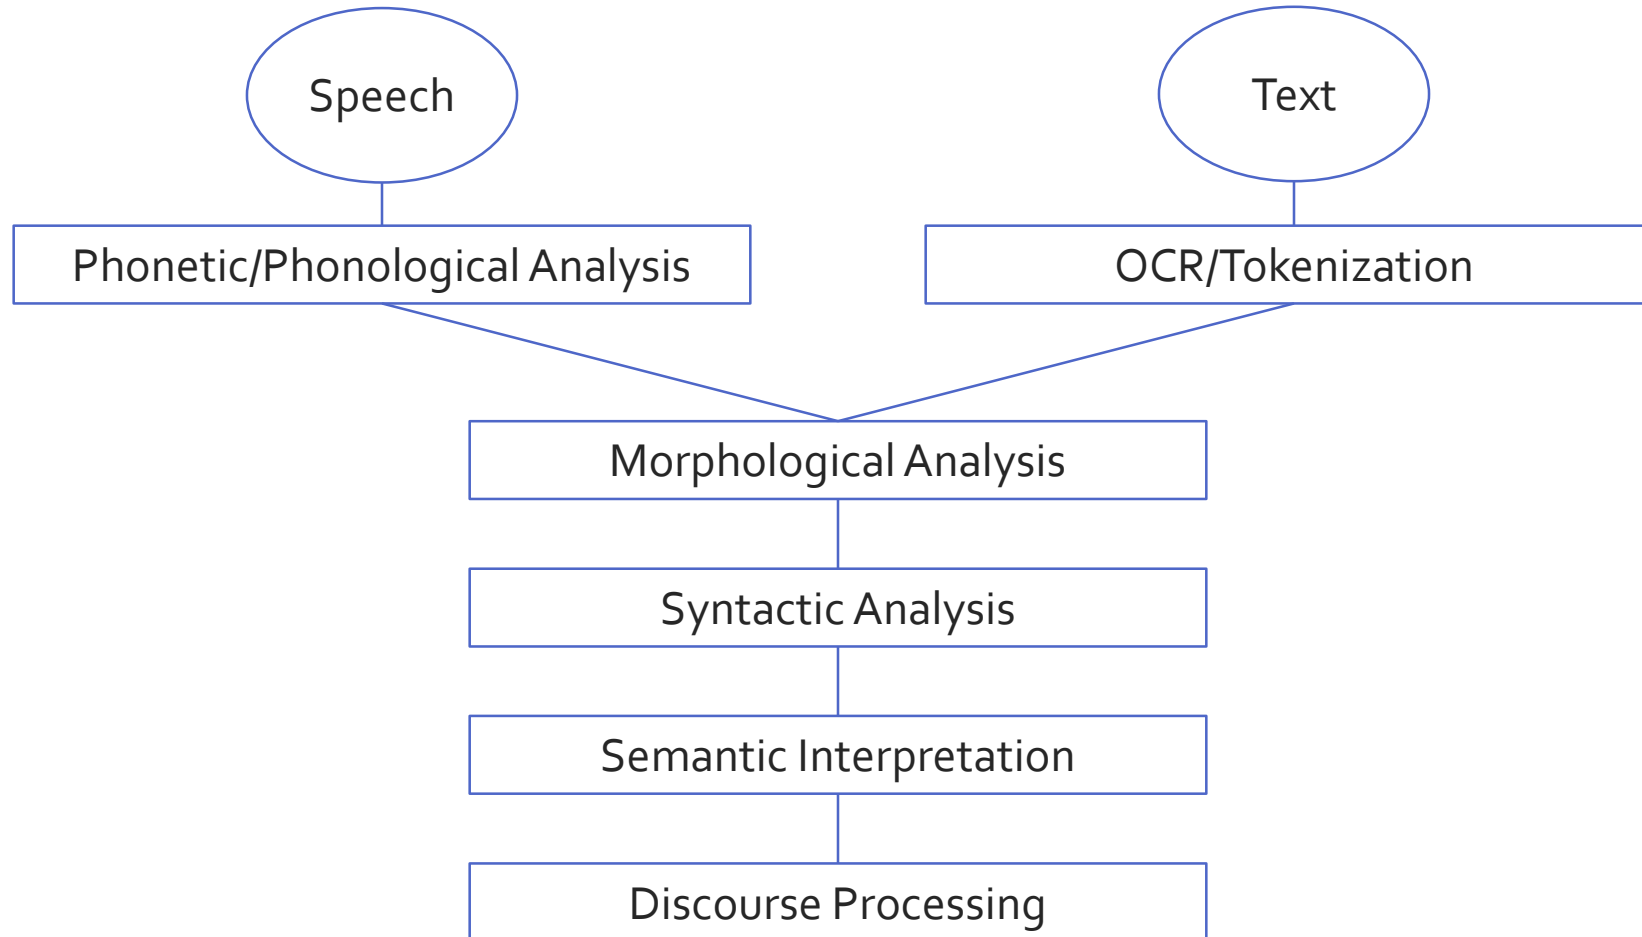 Speech
Text
Phonetic/Phonological Analysis
OCR/Tokenization
Morphological Analysis
Syntactic Analysis
Semantic Interpretation
Discourse Processing